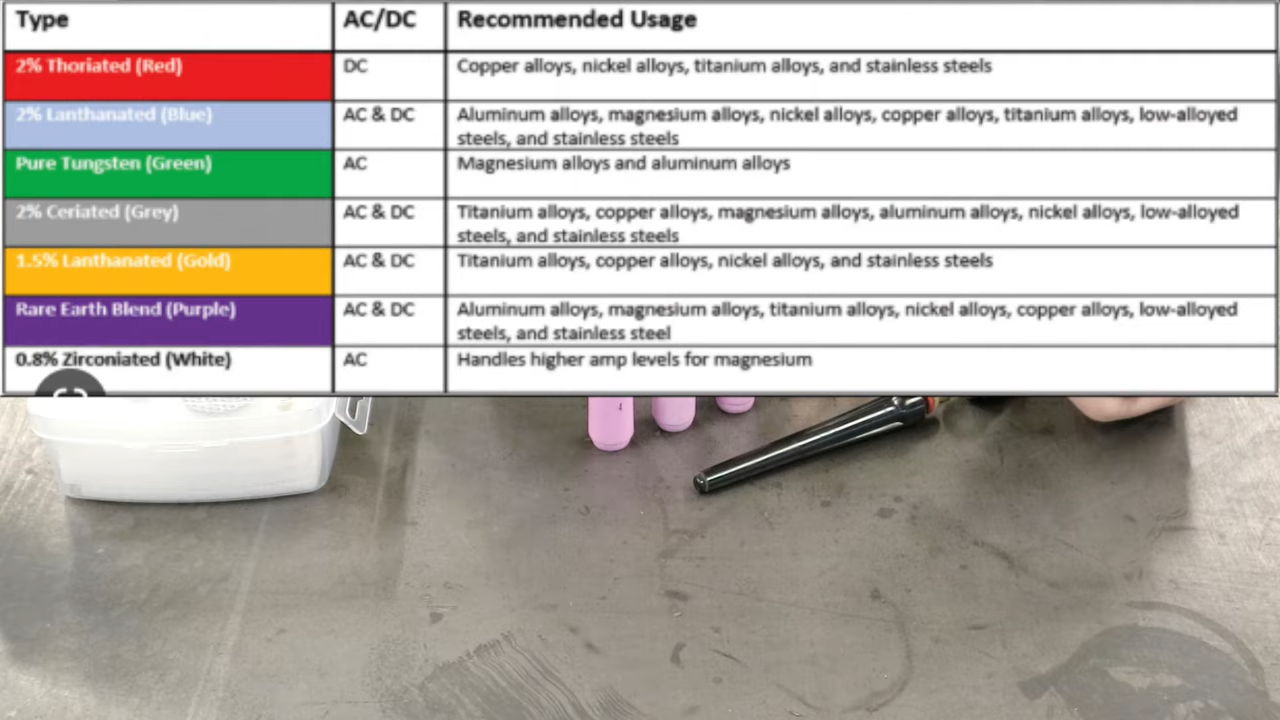 Type AC/DC Recommended Usage
2% Thoriated (Red) DC Copper alloys, nickel alloys, titanium alloys, and stainless steels
2% Lanthanated (Blue) AC & DC Aluminum alloys, magnesium alloys, nickel alloys, copper alloys, titanium alloys, low-alloyed
steels, and stainless steels
Pure Tungsten (Green) AC Magnesium alloys and aluminum alloys
2% Ceriated (Grey) AC & DC Titanium alloys, copper alloys, magnesium alloys, aluminum alloys, nickel alloys, low-alloyed
steels, and stainless steels
1.5% Lanthanated (Gold) AC & DC Titanium alloys, copper alloys, nickel alloys, and stainless steels
Rare Earth Blend (Purple) AC & DC Aluminum alloys, magnesium alloys, titanium alloys, nickel alloys, copper alloys, low-alloyed
steels, and stainless steel
0.8% Zirconiated (White) AC Handles higher amp levels for magnesium
4